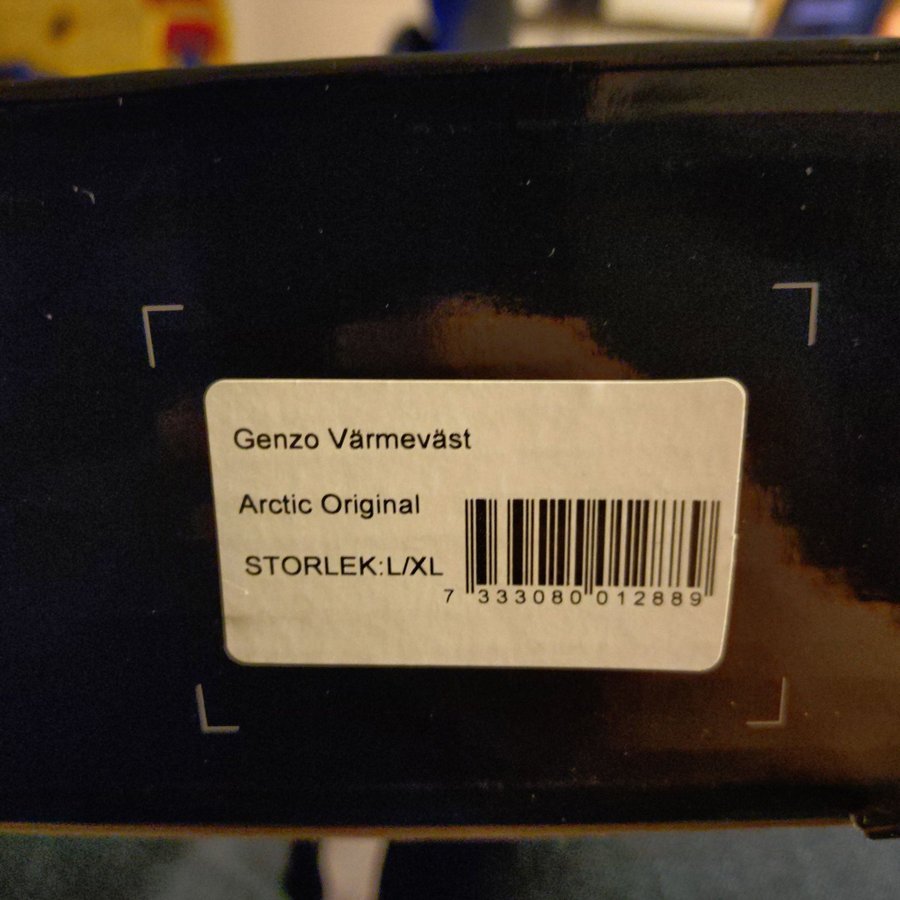 Genzo Värmeväst
Arctic Original
STORLEK:L/XL
7 333080 012889